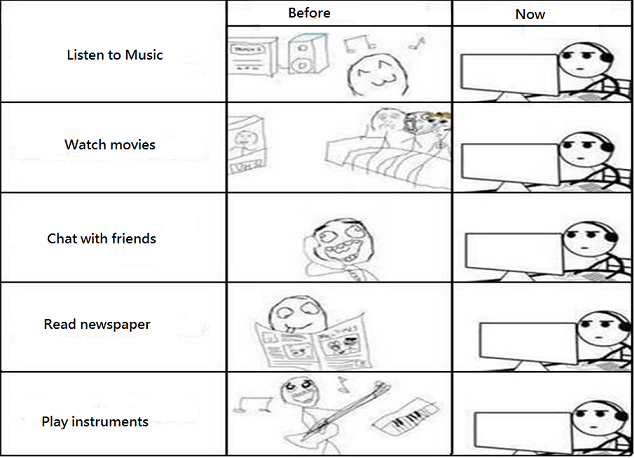 Before
Now
Listen to Music
Watch movies
Chat with friends
Read newspaper
Play instruments